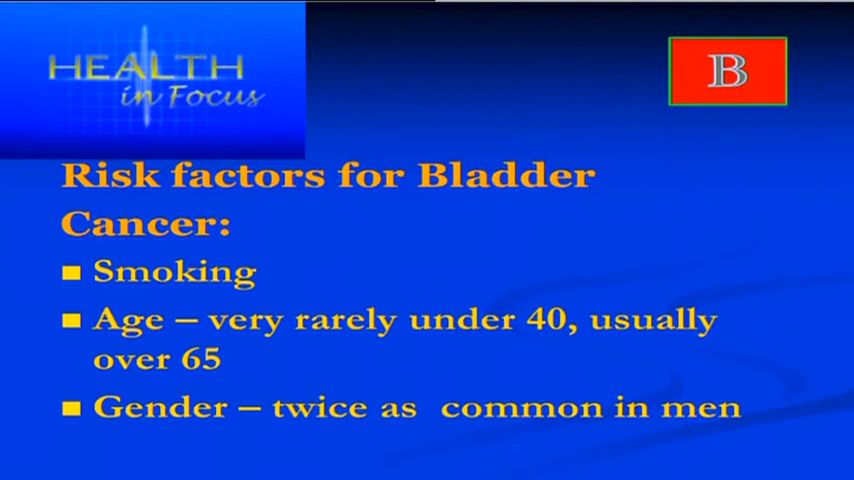 HEALTH
in Focus
B
Risk factors for Bladder
Cancer:
Smoking
Age – very rarely under 40, usually
over 65
Gender – twice as common in men